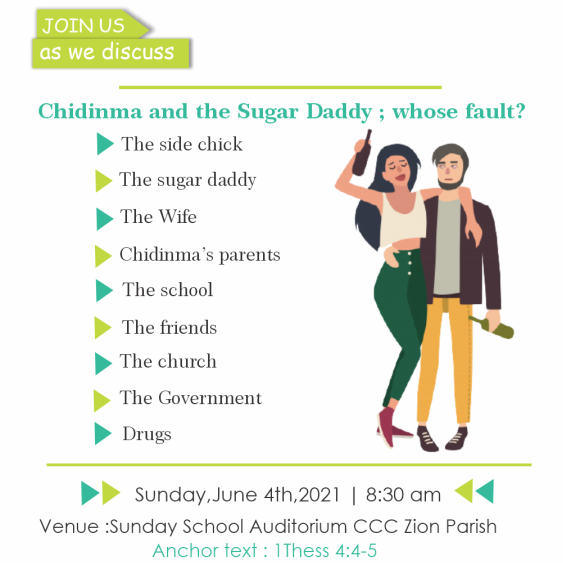 JOIN US
as we discuss
Chidinma and the Sugar Daddy ; whose fault?
The side chick
The sugar daddy
The Wife
Chidinma's parents
The school
The friends
The church
The Government
Drugs
Sunday,June 4th,2021 | 8:30 am
Venue :Sunday School Auditorium CCC Zion Parish
Anchor text : 1Thess 4:4-5